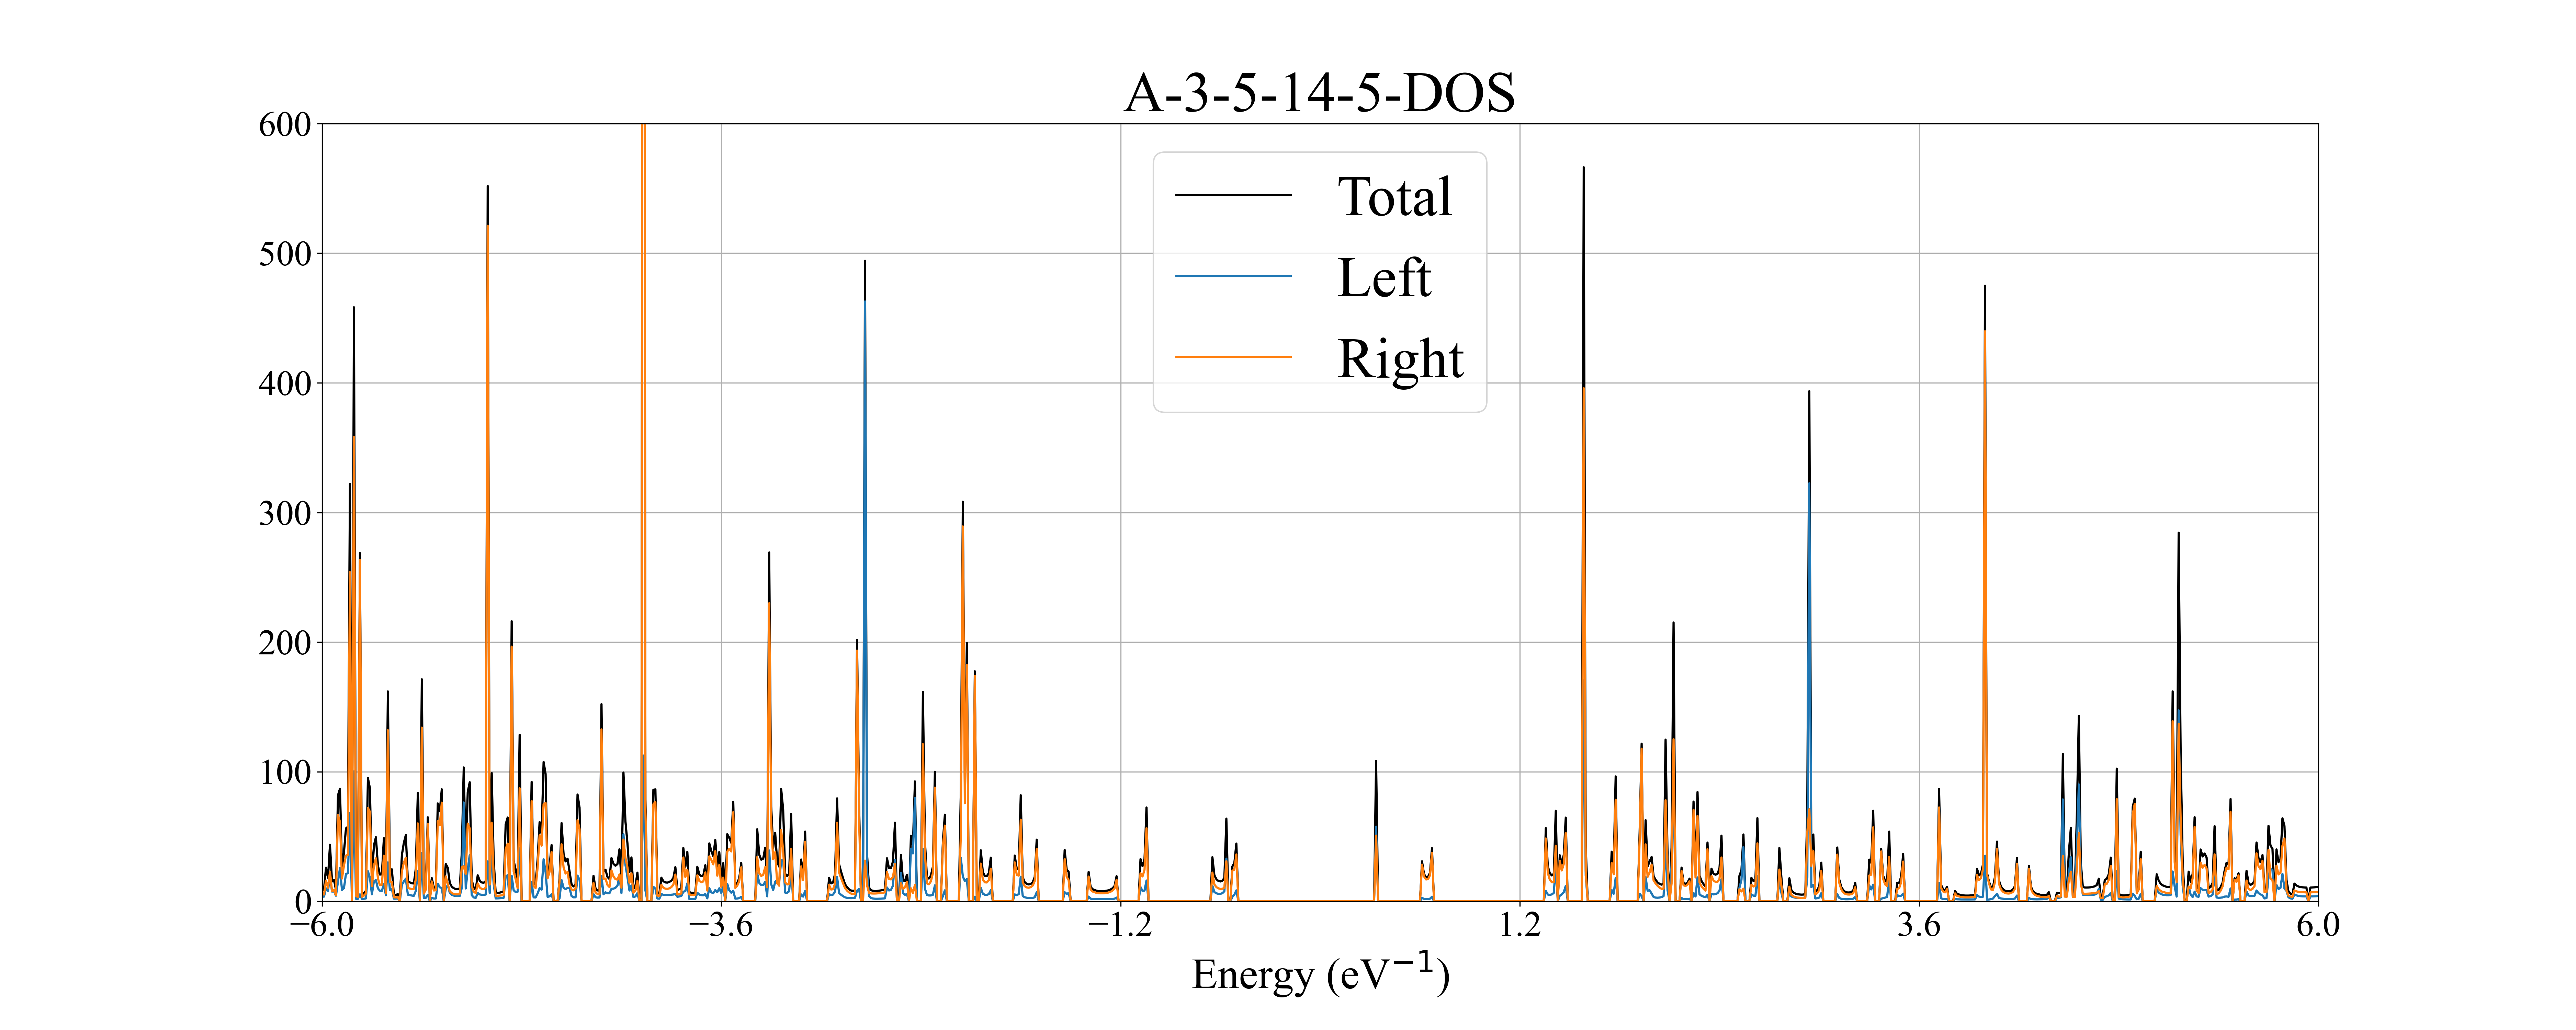 A-3-5-14-5-DOS
600
500
400
300
200
100
0
Total
Left
Right
−6.0 −3.6 −1.2 1.2 3.6 6.0
Energy (eV⁻¹)